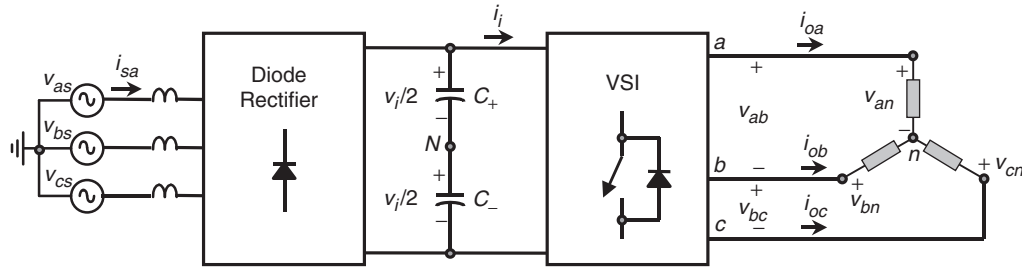 v_as
i_sa
v_bs
v_cs
Diode
Rectifier
i_i
+
v_i/2
C_+
−
N
+
v_i/2
C_−
−
VSI
a
i_oa
+
v_ab
b
−
i_ob
+
v_bc
−
c
i_oc
+
v_an
−
n
+
v_bn
+
v_cn